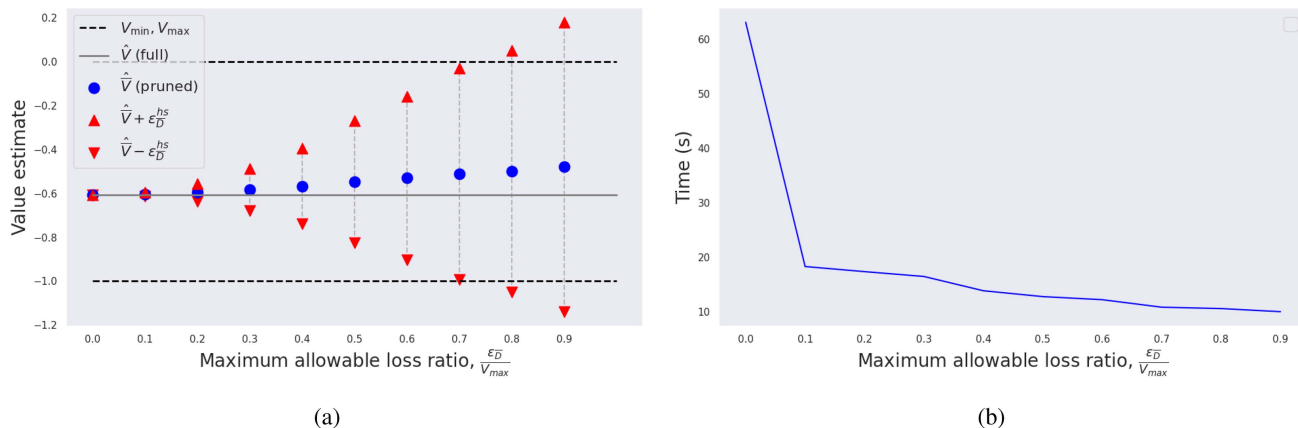 0.2
0.0
−0.2
−0.4
−0.6
−0.8
−1.0
−1.2
Value estimate
V_min, V_max
V̂ (full)
V̅̂ (pruned)
V̅̂ + ε_D̅^hs
V̅̂ − ε_D̅^hs
0.0 0.1 0.2 0.3 0.4 0.5 0.6 0.7 0.8 0.9
Maximum allowable loss ratio, ε_D̅/V_max
(a)
60
50
40
30
20
10
Time (s)
0.0 0.1 0.2 0.3 0.4 0.5 0.6 0.7 0.8 0.9
Maximum allowable loss ratio, ε_D̅/V_max
(b)